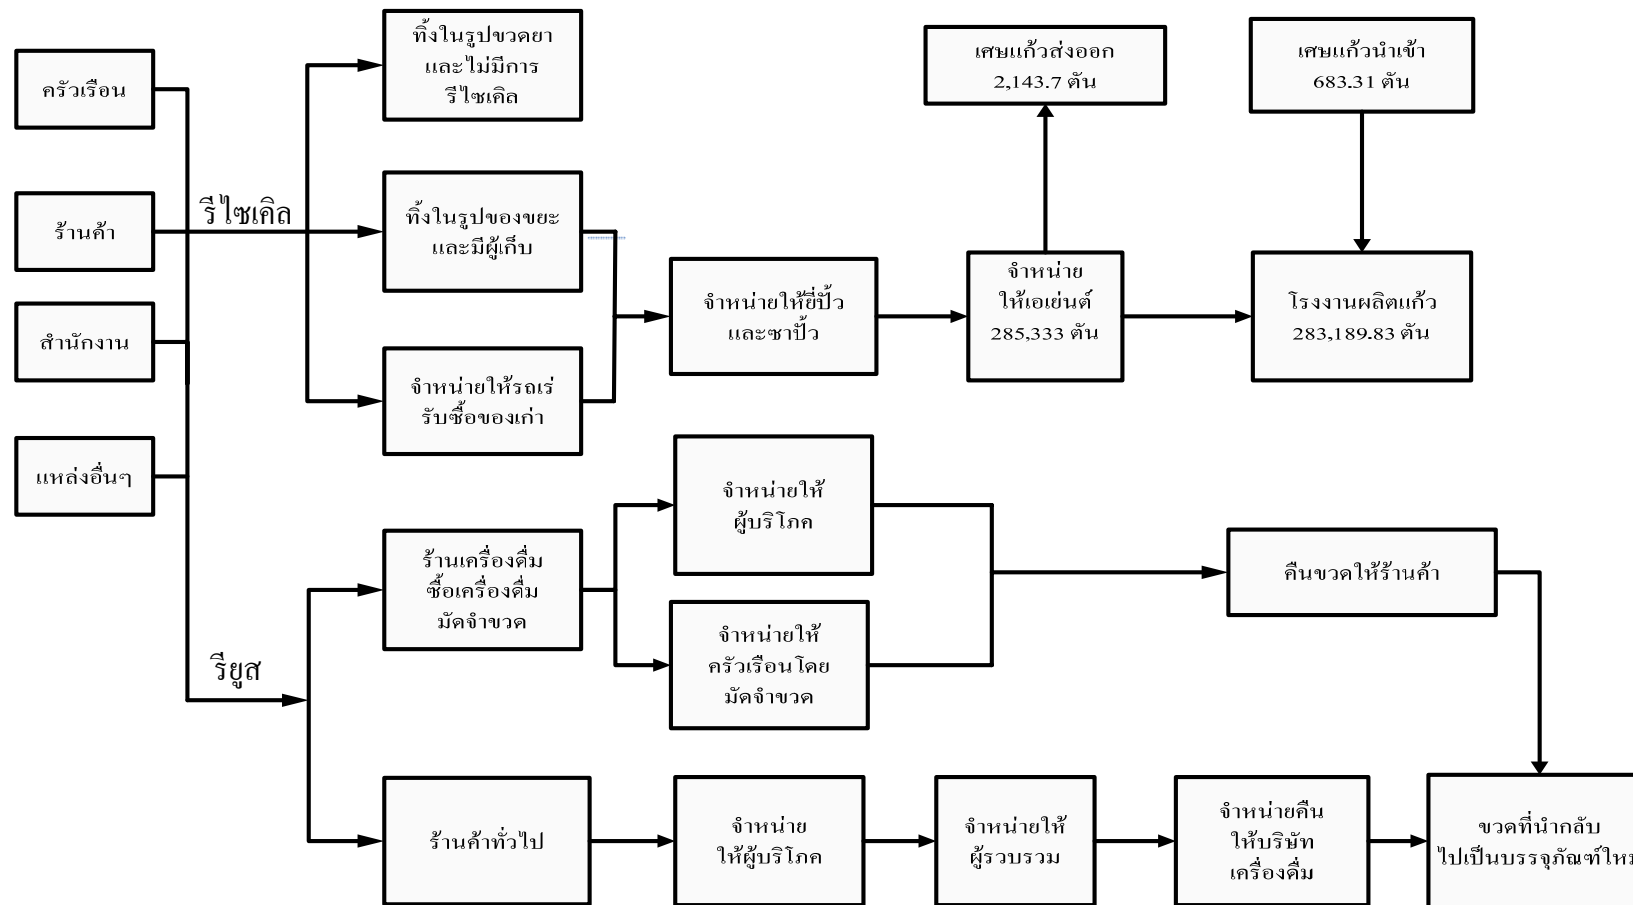 ครัวเรือน
ร้านค้า
สำนักงาน
แหล่งอื่นๆ
รีไซเคิล
รียูส
ทิ้งในรูปขวดยา
และไม่มีการ
รีไซเคิล
ทิ้งในรูปของขยะ
และมีผู้เก็บ
จำหน่ายให้รถเร่
รับซื้อของเก่า
จำหน่ายให้ยี่ปั้ว
และซาปั้ว
เศษแก้วส่งออก
2,143.7 ตัน
จำหน่าย
ให้เอเย่นต์
285,333 ตัน
เศษแก้วนำเข้า
683.31 ตัน
โรงงานผลิตแก้ว
283,189.83 ตัน
ร้านเครื่องดื่ม
ซื้อเครื่องดื่ม
มัดจำขวด
จำหน่ายให้
ผู้บริโภค
จำหน่ายให้
ครัวเรือนโดย
มัดจำขวด
คืนขวดให้ร้านค้า
ร้านค้าทั่วไป
จำหน่าย
ให้ผู้บริโภค
จำหน่ายให้
ผู้รวบรวม
จำหน่ายคืน
ให้บริษัท
เครื่องดื่ม
ขวดที่นำกลับ
ไปเป็นบรรจุภัณฑ์ใหม่